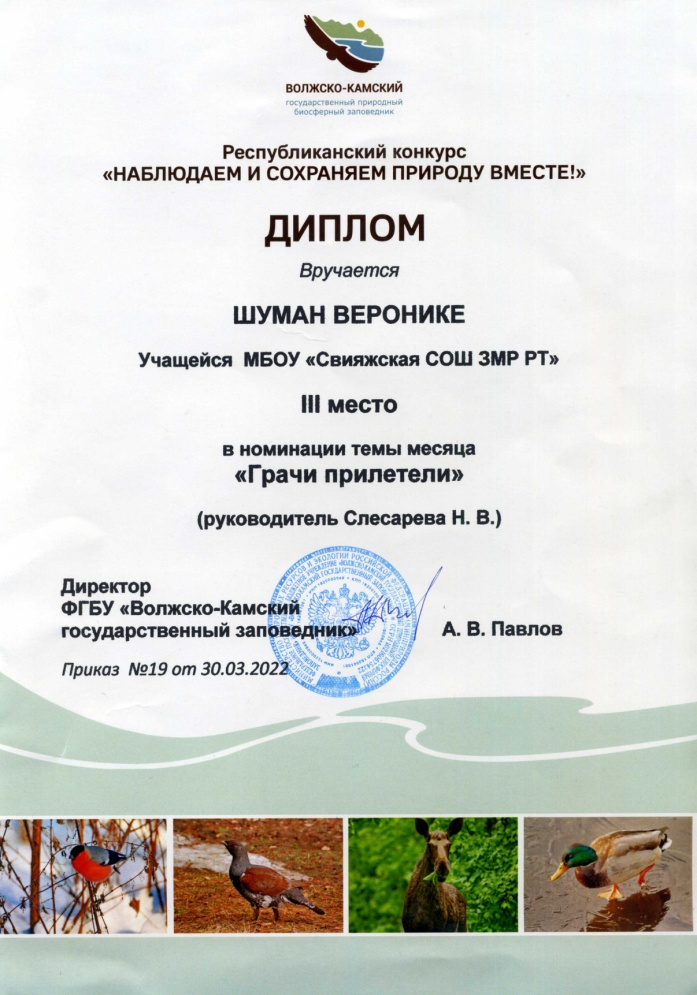 ВОЛЖСКО-КАМСКИЙ
государственный природный
биосферный заповедник
Республиканский конкурс
«НАБЛЮДАЕМ И СОХРАНЯЕМ ПРИРОДУ ВМЕСТЕ!»
ДИПЛОМ
Вручается
ШУМАН ВЕРОНИКЕ
Учащейся МБОУ «Свияжская СОШ ЗМР РТ»
III место
в номинации темы месяца
«Грачи прилетели»
(руководитель Слесарева Н. В.)
Директор
ФГБУ «Волжско-Камский
государственный заповедник»
А. В. Павлов
Приказ №19 от 30.03.2022